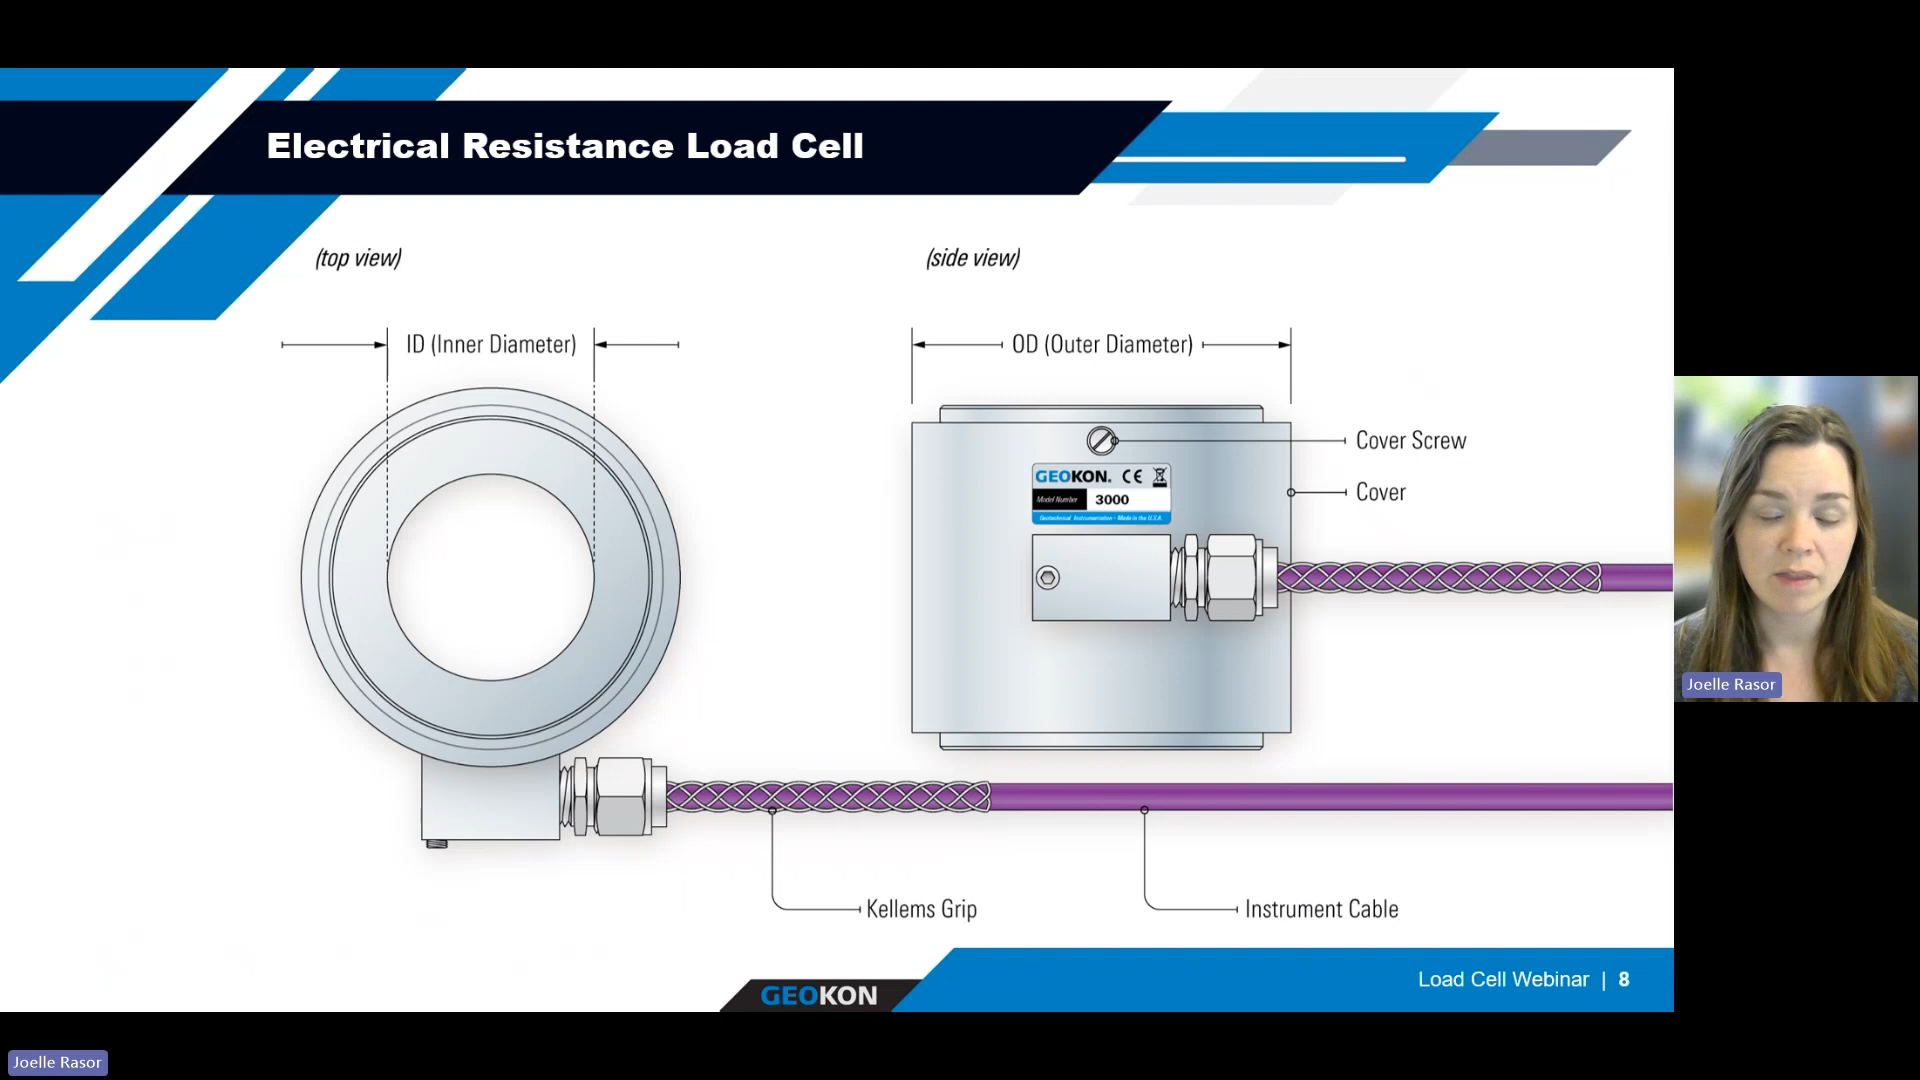 Electrical Resistance Load Cell
(top view)
(side view)
ID (Inner Diameter)
OD (Outer Diameter)
Cover Screw
GEOKON. CE
Model Number 3000
Geotechnical Instrumentation - Made in the U.S.A.
Cover
Kellems Grip
Instrument Cable
Load Cell Webinar | 8
GEOKON
Joelle Rasor
Joelle Rasor